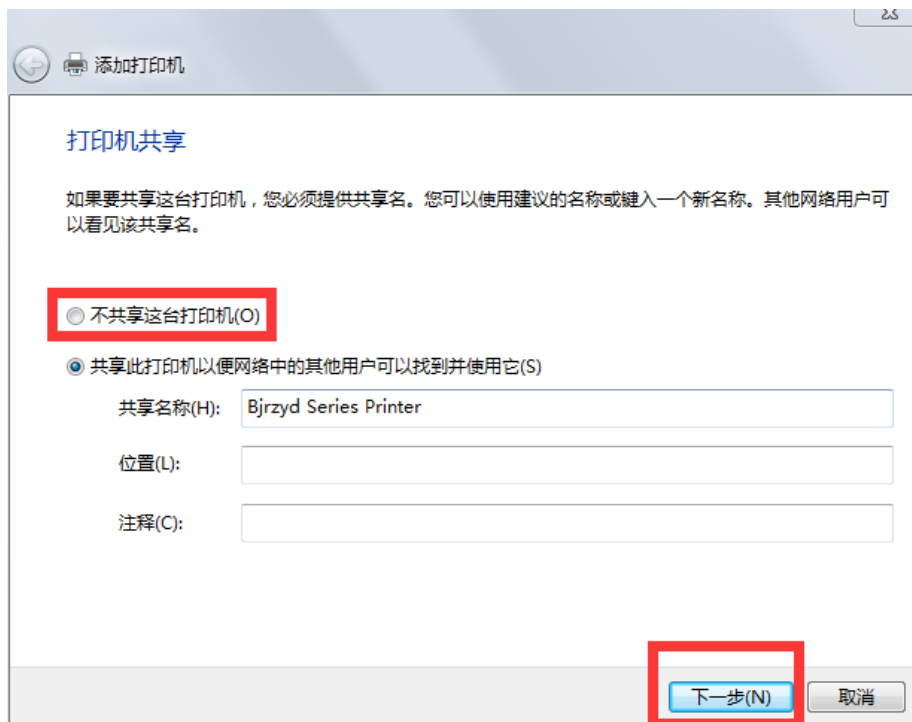 添加打印机
打印机共享
如果要共享这台打印机，您必须提供共享名。您可以使用建议的名称或键入一个新名称。其他网络用户可
以看见该共享名。
不共享这台打印机(O)
共享此打印机以便网络中的其他用户可以找到并使用它(S)
共享名称(H): Bjrzyd Series Printer
位置(L):
注释(C):
下一步(N) 取消